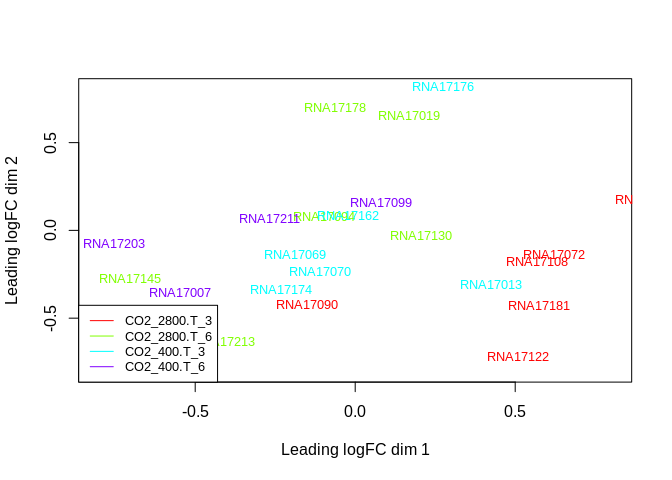 RNA17176
RNA17178
RNA17019
RNA17099
RNA17162
RNA17211
RNA17130
RNA17203
RNA17072
RNA17108
RNA17069
RNA17070
RNA17145
RNA17013
RNA17174
RNA17007
RNA17090
RNA17181
RNA17122
CO2_2800.T_3
CO2_2800.T_6
CO2_400.T_3
CO2_400.T_6
0.5
0.0
-0.5
-0.5
0.0
0.5
Leading logFC dim 1
Leading logFC dim 2